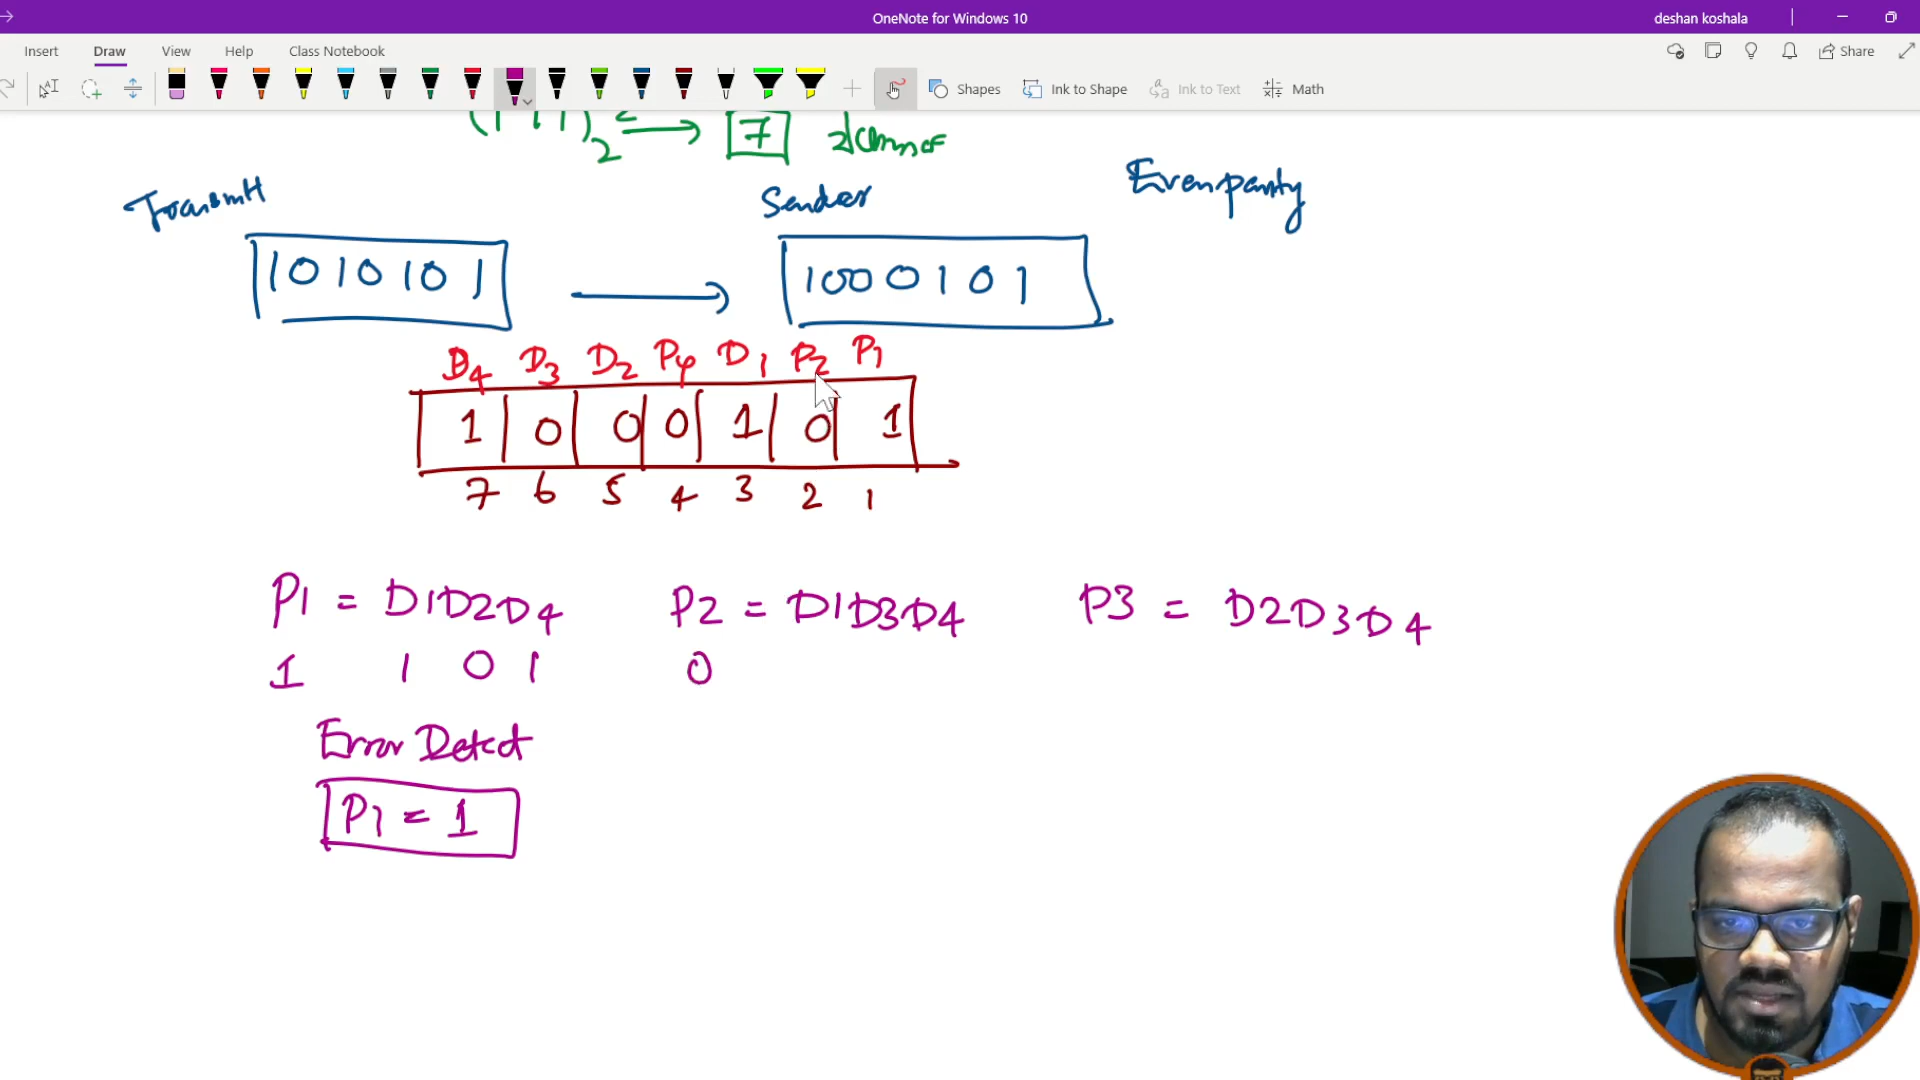 OneNote for Windows 10
deshan koshala
Insert Draw View Help Class Notebook
Share
Shapes Ink to Shape Ink to Text Math
(111)₂ → 7
Transmit Sender Even parity
1010101 → 1000101
D4 D3 D2 P4 D1 P2 P1
1 0 0 0 1 0 1
7 6 5 4 3 2 1
P1 = D1D2D4 P2 = D1D3D4 P3 = D2D3D4
1 1 0 1 0
Error Detect
P1 = 1